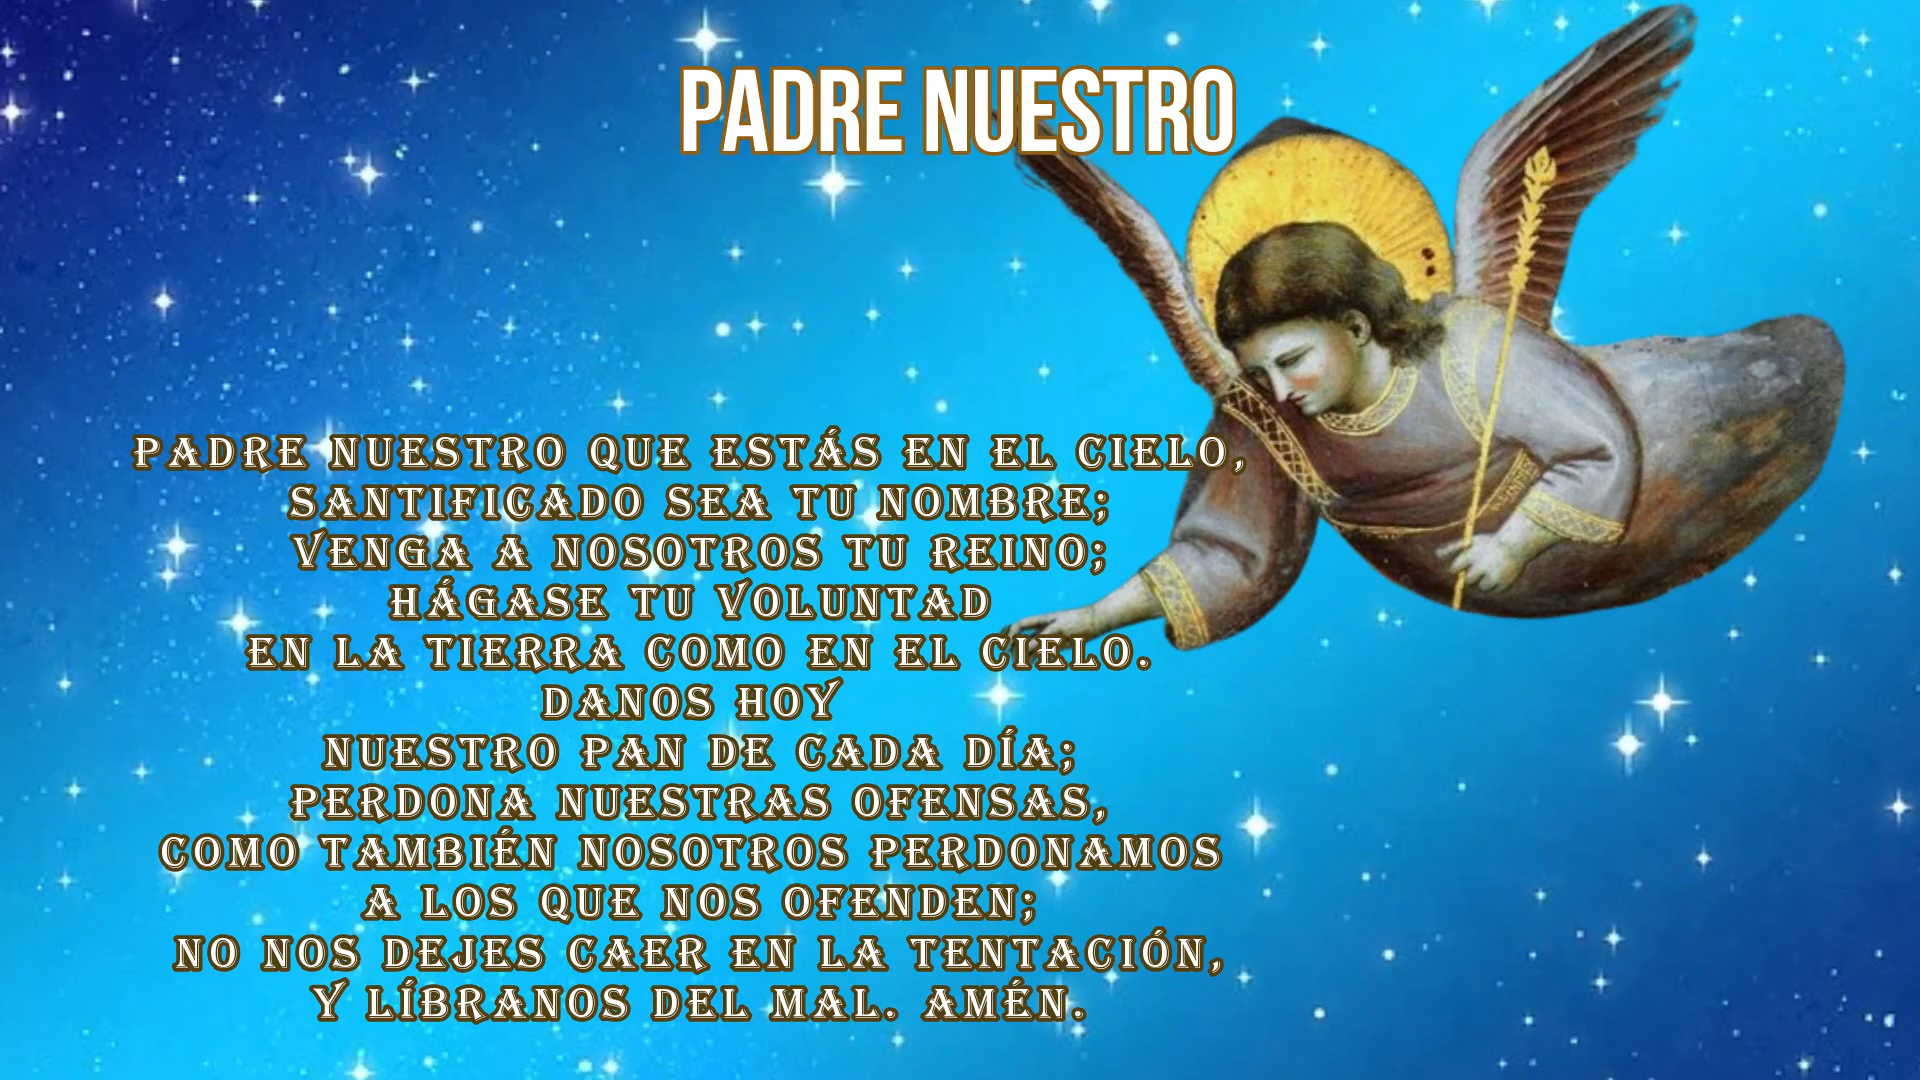 PADRE NUESTRO
PADRE NUESTRO QUE ESTÁS EN EL CIELO,
SANTIFICADO SEA TU NOMBRE;
VENGA A NOSOTROS TU REINO;
HÁGASE TU VOLUNTAD
EN LA TIERRA COMO EN EL CIELO.
DANOS HOY
NUESTRO PAN DE CADA DÍA;
PERDONA NUESTRAS OFENSAS,
COMO TAMBIÉN NOSOTROS PERDONAMOS
A LOS QUE NOS OFENDEN;
NO NOS DEJES CAER EN LA TENTACIÓN,
Y LÍBRANOS DEL MAL. AMÉN.